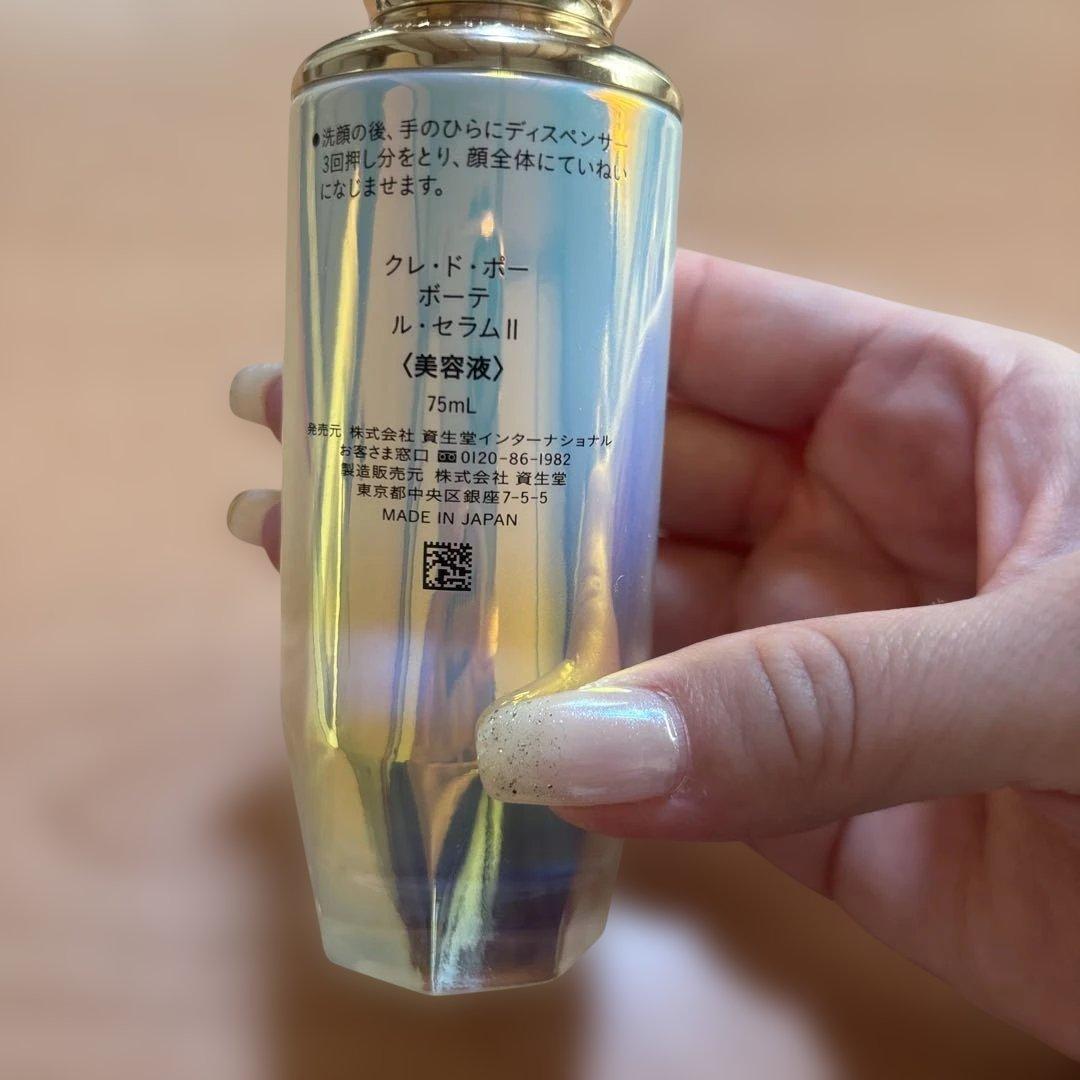 ●洗顔の後、手のひらにディスペンサー
3回押し分をとり、顔全体にていねい
になじませます。
クレ・ド・ポー
ボーテ
ル・セラムⅡ
〈美容液〉
75mL
発売元 株式会社 資生堂インターナショナル
お客さま窓口 0120-86-1982
製造販売元 株式会社 資生堂
東京都中央区銀座7-5-5
MADE IN JAPAN